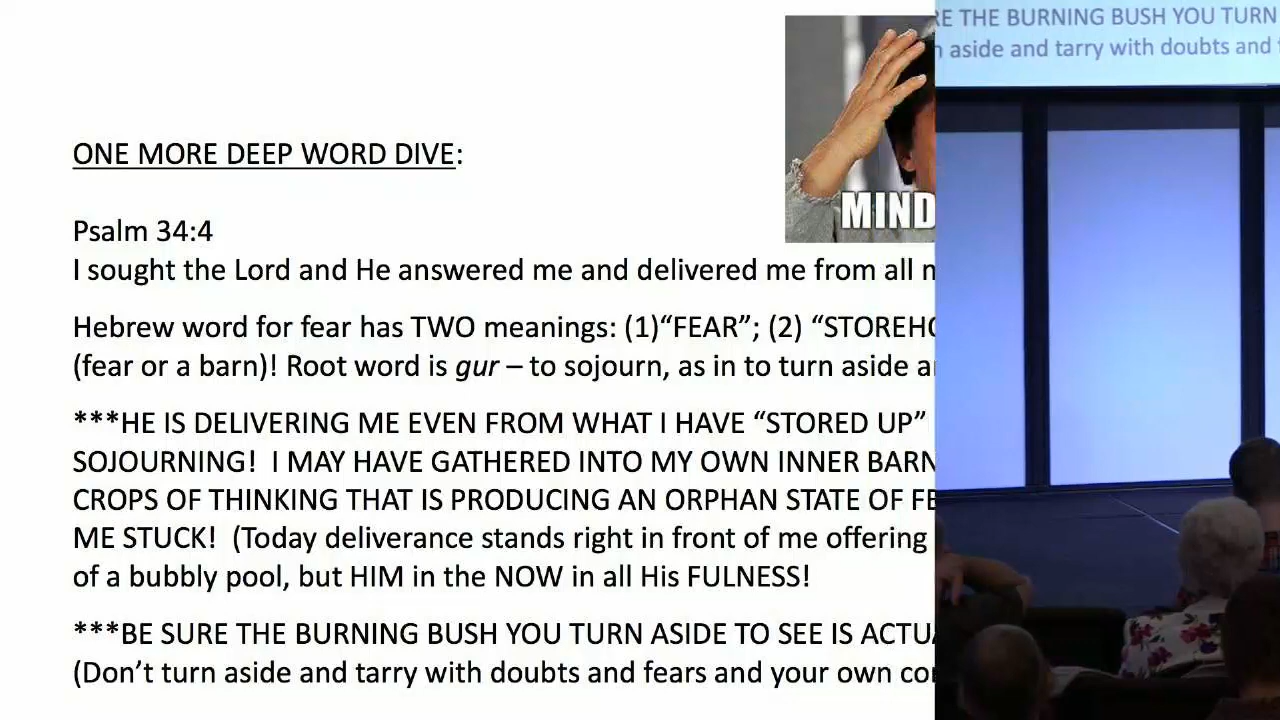 ONE MORE DEEP WORD DIVE:
MIND
Psalm 34:4
I sought the Lord and He answered me and delivered me from all
Hebrew word for fear has TWO meanings: (1)“FEAR”; (2) “STOREHO
(fear or a barn)! Root word is gur – to sojourn, as in to turn aside
***HE IS DELIVERING ME EVEN FROM WHAT I HAVE “STORED UP”
SOJOURNING! I MAY HAVE GATHERED INTO MY OWN INNER BARN
CROPS OF THINKING THAT IS PRODUCING AN ORPHAN STATE OF FE
ME STUCK! (Today deliverance stands right in front of me offering
of a bubbly pool, but HIM in the NOW in all His FULNESS!
***BE SURE THE BURNING BUSH YOU TURN ASIDE TO SEE IS ACTUA
(Don’t turn aside and tarry with doubts and fears and your own co
RE THE BURNING BUSH YOU TURN
aside and tarry with doubts and